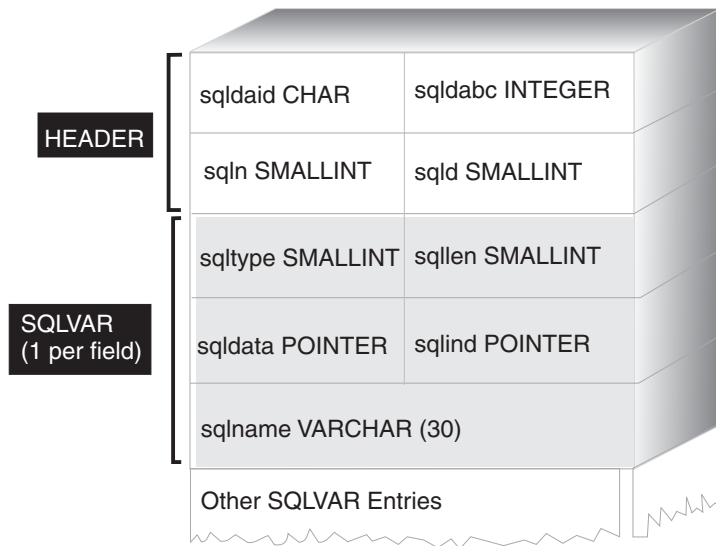 HEADER
sqldaid CHAR
sqldabc INTEGER
sqln SMALLINT
sqld SMALLINT
SQLVAR
(1 per field)
sqltype SMALLINT
sqllen SMALLINT
sqldata POINTER
sqlind POINTER
sqlname VARCHAR (30)
Other SQLVAR Entries